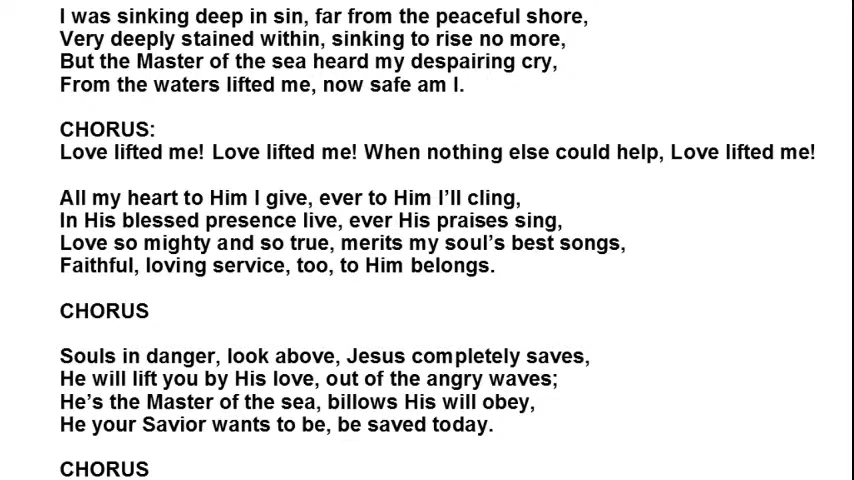 I was sinking deep in sin, far from the peaceful shore,
Very deeply stained within, sinking to rise no more,
But the Master of the sea heard my despairing cry,
From the waters lifted me, now safe am I.
CHORUS:
Love lifted me! Love lifted me! When nothing else could help, Love lifted me!
All my heart to Him I give, ever to Him I’ll cling,
In His blessed presence live, ever His praises sing,
Love so mighty and so true, merits my soul’s best songs,
Faithful, loving service, too, to Him belongs.
CHORUS
Souls in danger, look above, Jesus completely saves,
He will lift you by His love, out of the angry waves;
He’s the Master of the sea, billows His will obey,
He your Savior wants to be, be saved today.
CHORUS